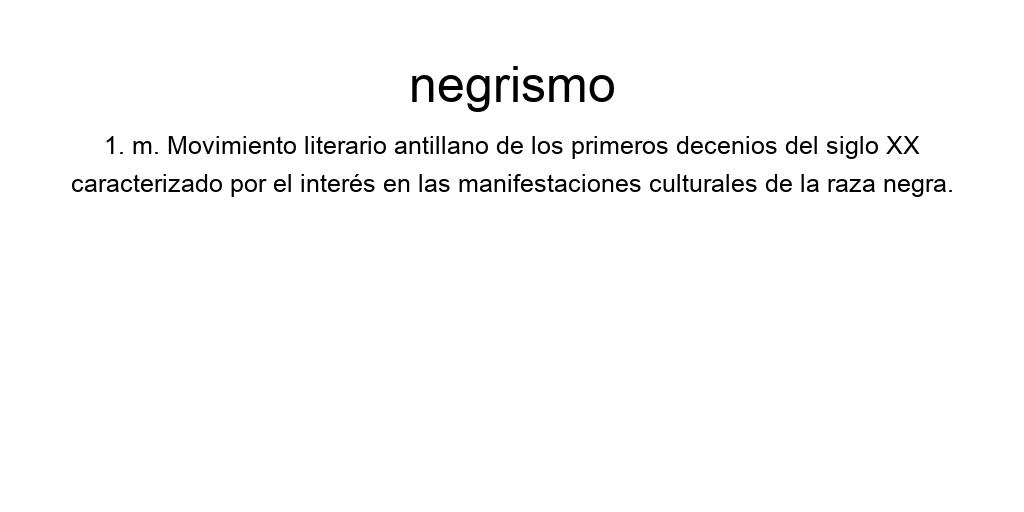 negrismo
1. m. Movimiento literario antillano de los primeros decenios del siglo XX
caracterizado por el interés en las manifestaciones culturales de la raza negra.